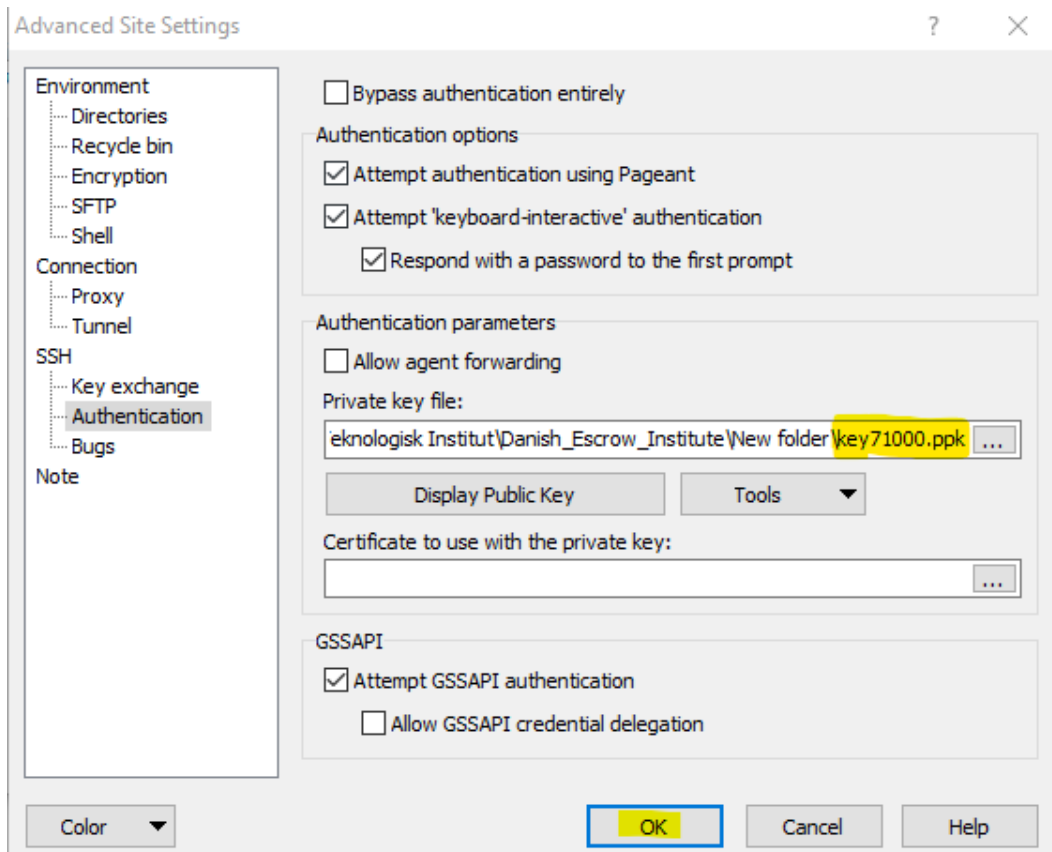 Advanced Site Settings
Environment
Directories
Recycle bin
Encryption
SFTP
Shell
Connection
Proxy
Tunnel
SSH
Key exchange
Authentication
Bugs
Note
Bypass authentication entirely
Authentication options
Attempt authentication using Pageant
Attempt 'keyboard-interactive' authentication
Respond with a password to the first prompt
Authentication parameters
Allow agent forwarding
Private key file:
eknologisk Institut\Danish_Escrow_Institute\New folder\key71000.ppk ...
Display Public Key
Tools
Certificate to use with the private key:
...
GSSAPI
Attempt GSSAPI authentication
Allow GSSAPI credential delegation
Color
OK
Cancel
Help